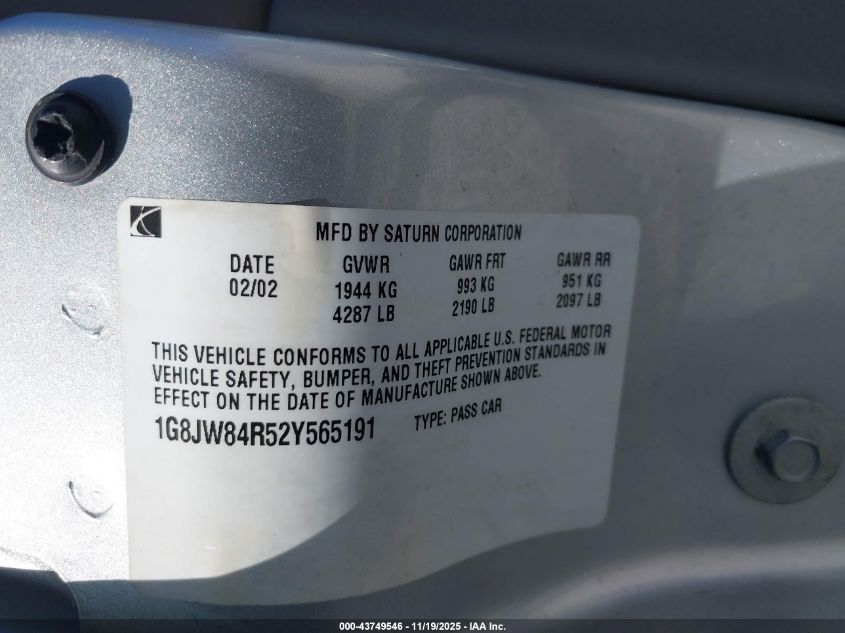 MFD BY SATURN CORPORATION
DATE GVWR GAWR FRT GAWR RR
02/02 1944 KG 993 KG 951 KG
4287 LB 2190 LB 2097 LB
THIS VEHICLE CONFORMS TO ALL APPLICABLE U.S. FEDERAL MOTOR
VEHICLE SAFETY, BUMPER, AND THEFT PREVENTION STANDARDS IN
EFFECT ON THE DATE OF MANUFACTURE SHOWN ABOVE.
1G8JW84R52Y565191 TYPE: PASS CAR
000-43749546 - 11/19/2025 - IAA Inc.